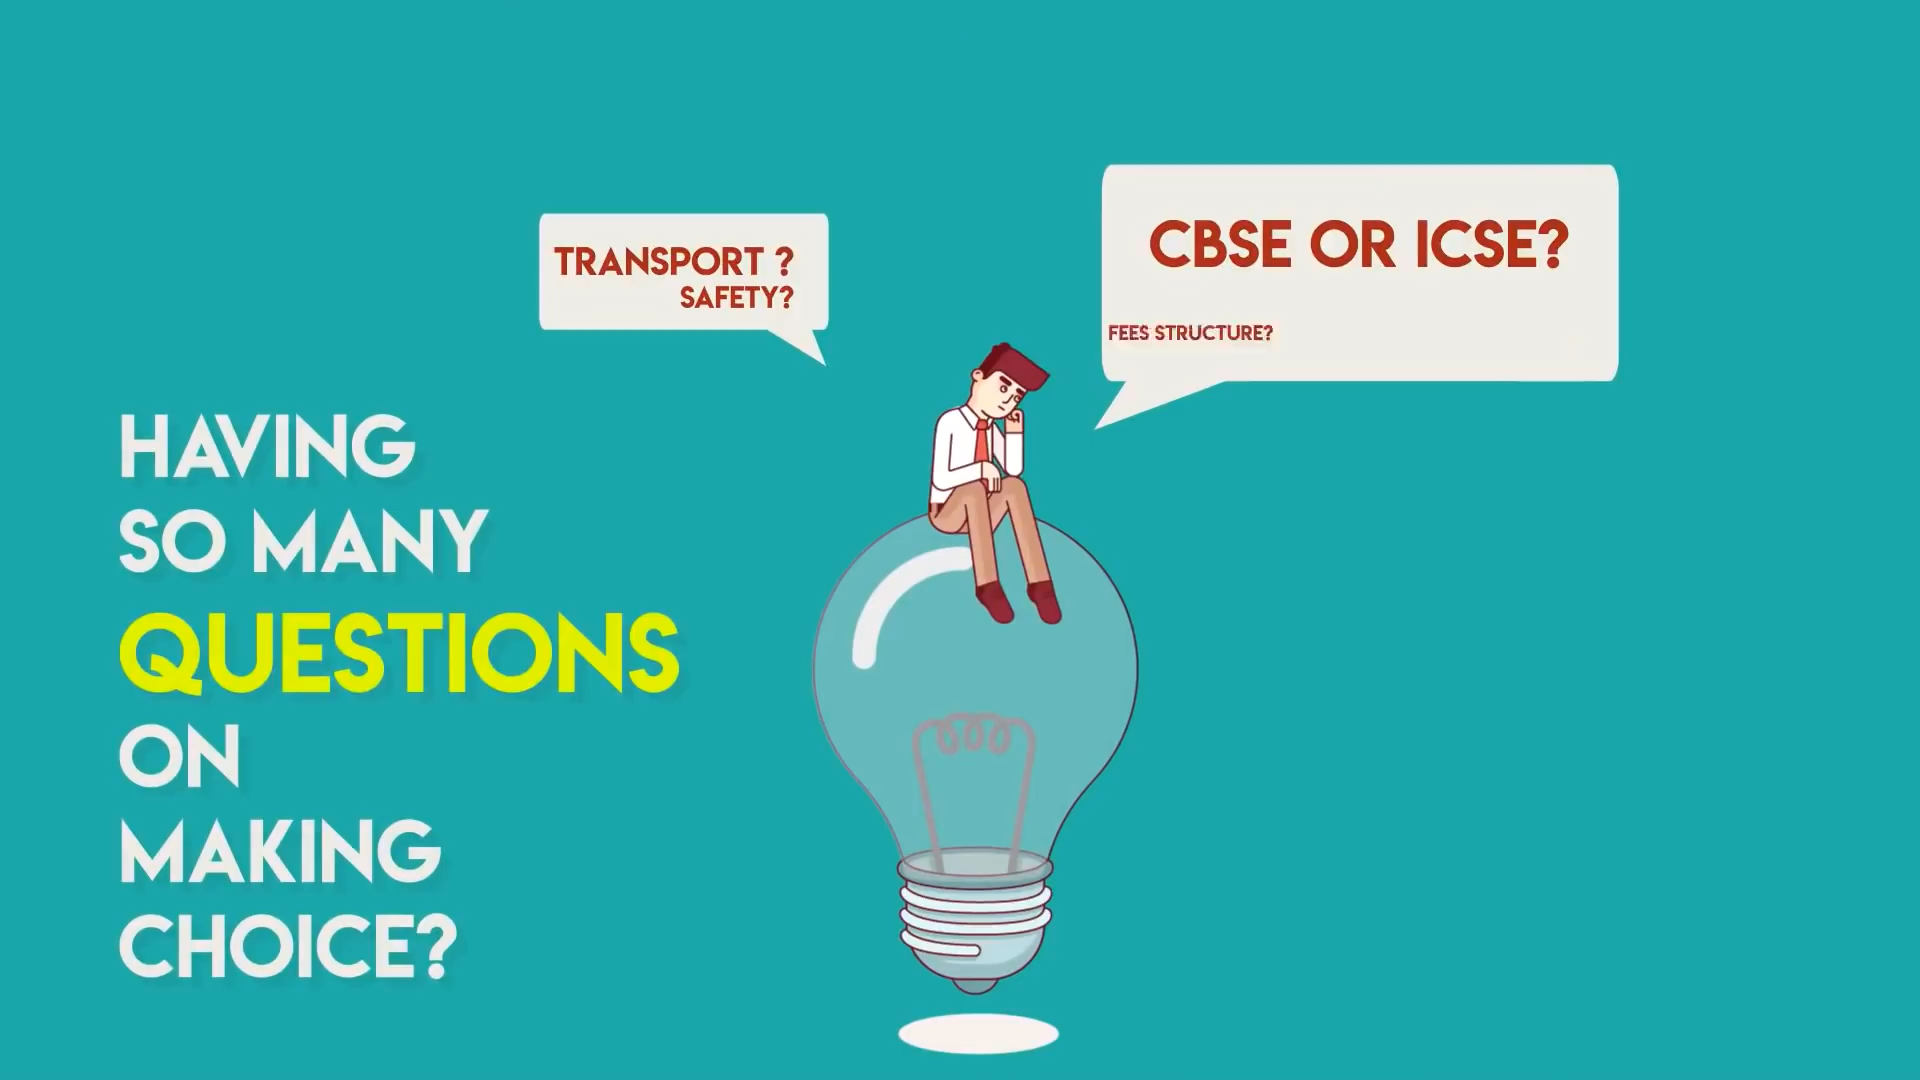 TRANSPORT ?
SAFETY?
CBSE OR ICSE?
FEES STRUCTURE?
HAVING
SO MANY
QUESTIONS
ON
MAKING
CHOICE?